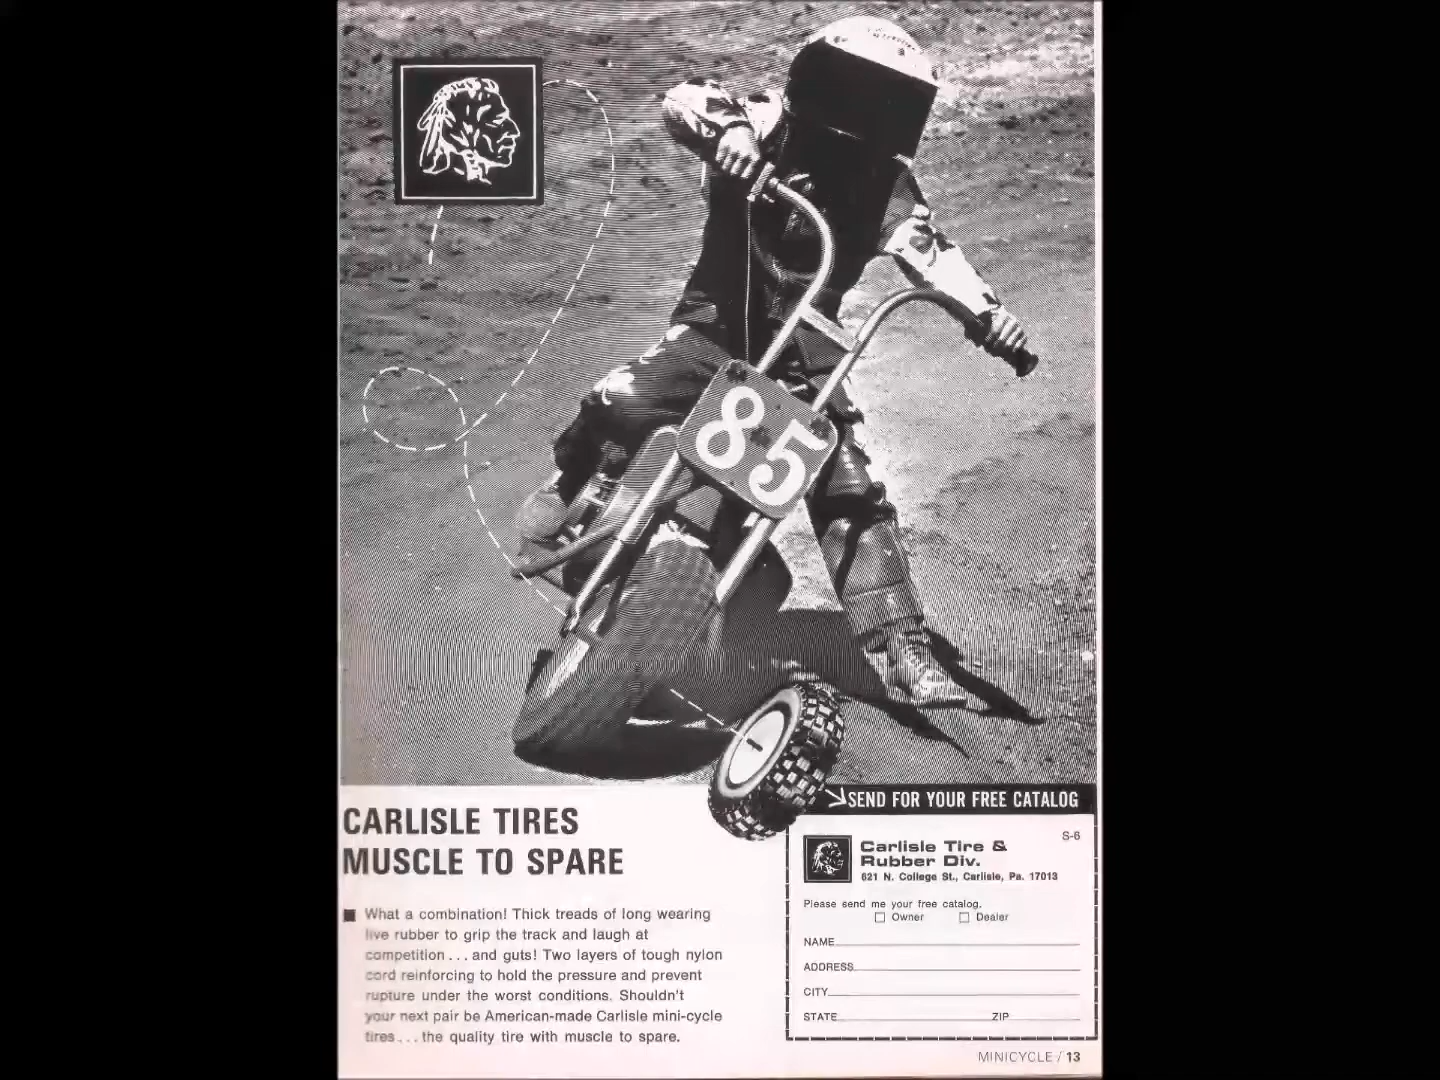 85
CARLISLE TIRES
MUSCLE TO SPARE
What a combination! Thick treads of long wearing
live rubber to grip the track and laugh at
competition . . . and guts! Two layers of tough nylon
cord reinforcing to hold the pressure and prevent
rupture under the worst conditions. Shouldn't
your next pair be American-made Carlisle mini-cycle
tires . . . the quality tire with muscle to spare.
SEND FOR YOUR FREE CATALOG
S-6
Carlisle Tire &
Rubber Div.
621 N. College St., Carlisle, Pa. 17013
Please send me your free catalog.
Owner Dealer
NAME
ADDRESS
CITY
STATE ZIP
MINICYCLE / 13